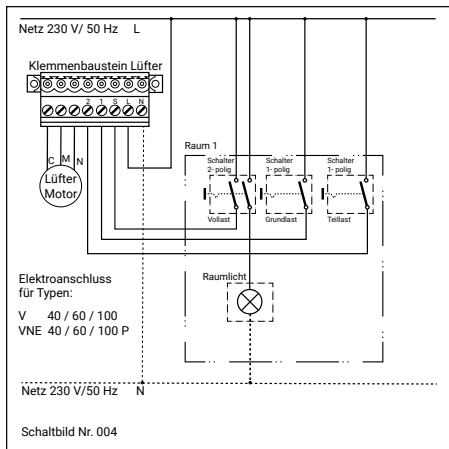 Netz 230 V/ 50 Hz L
Klemmenbaustein Lüfter
2 1 S L N
C M N
Lüfter
Motor
Raum 1
Schalter
2- polig
Schalter
1- polig
Schalter
1- polig
Vollast
Grundlast
Teillast
Raumlicht
Elektroanschluss
für Typen:
V 40 / 60 / 100
VNE 40 / 60 / 100 P
Netz 230 V/50 Hz N
Schaltbild Nr. 004